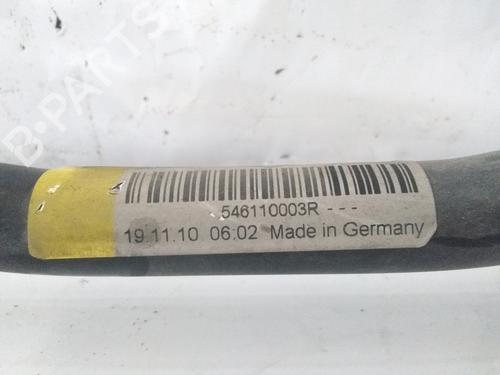 B-PARTS
546110003R - - -
19.11.10 06:02 Made in Germany